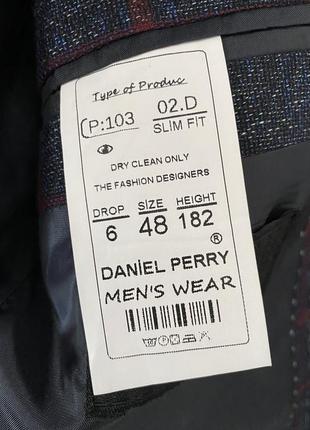 Type of Produc
P:103 02.D
SLiM FiT
DRY CLEAN ONLY
THE FASHION DESIGNERS
DROP SiZE HEIGHT
6 48 182
DANiEL PERRY
MEN'S WEAR
®